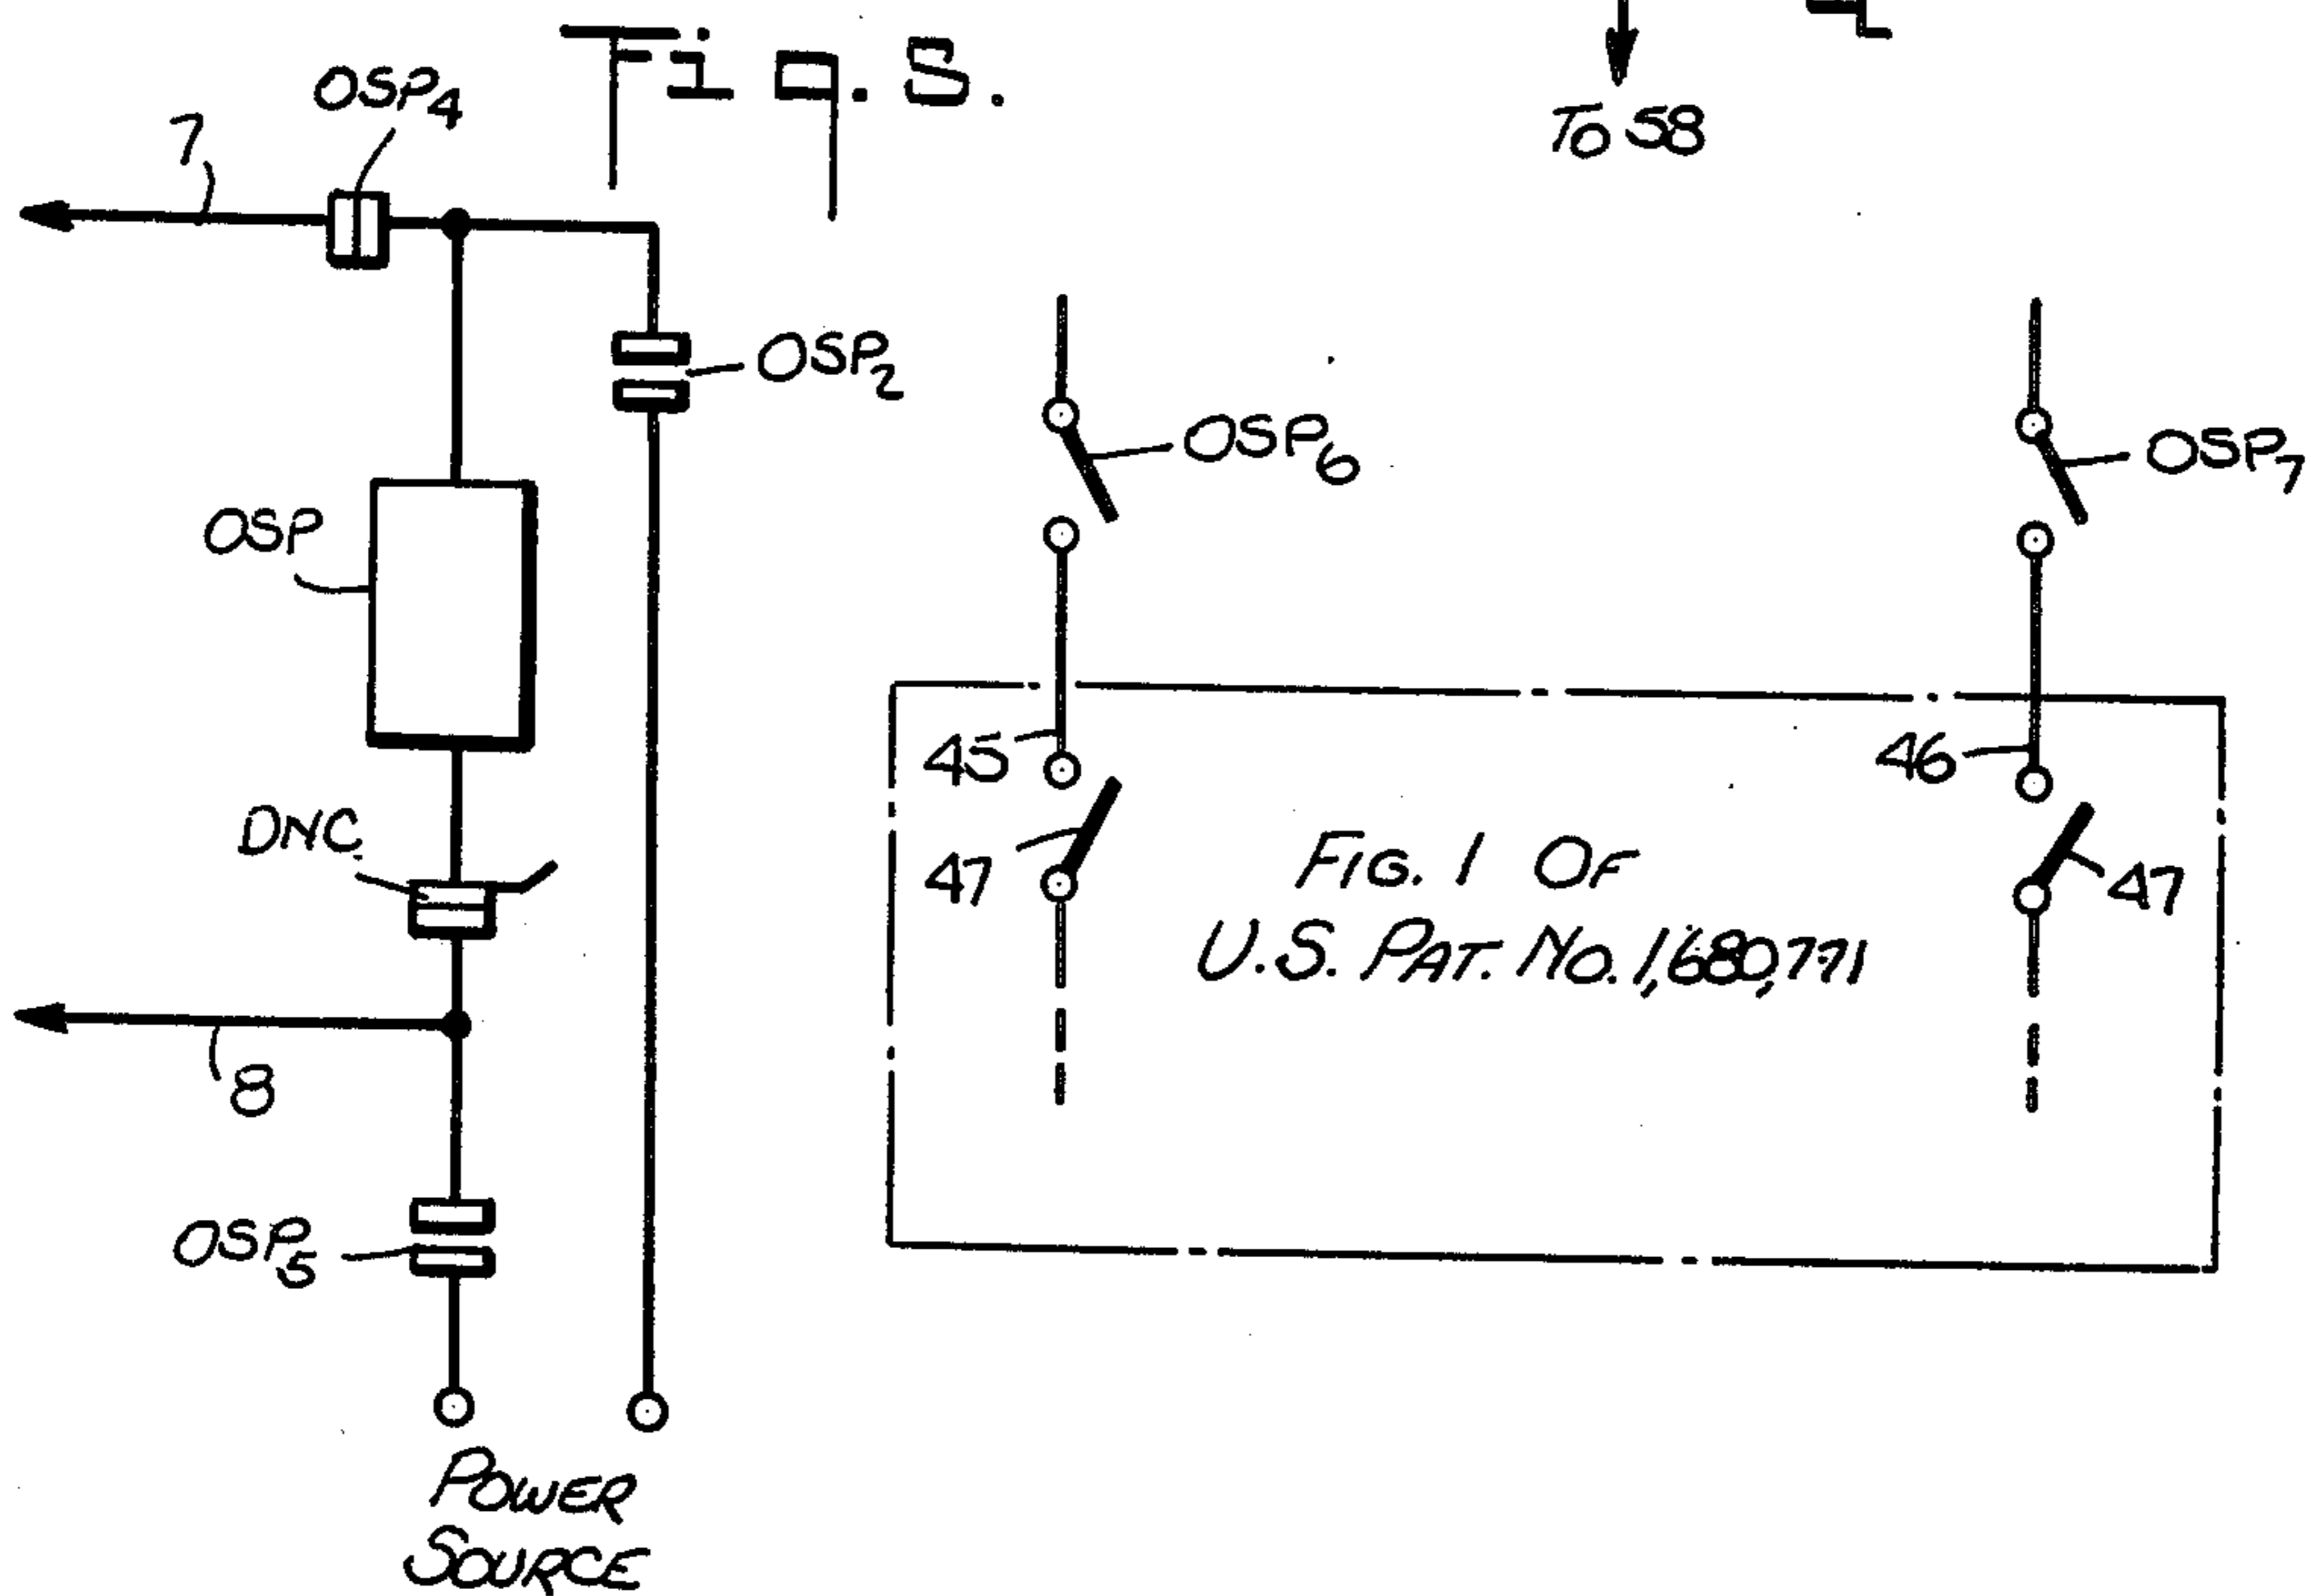 Fig. 5.
To 58
OSP4
7
OSP2
OSP6
OSP7
OSP
45
46
DNC
47
FIG. 1 OF
47
U.S. PAT. NO. 1,680,771
8
OSP5
POWER
SOURCE